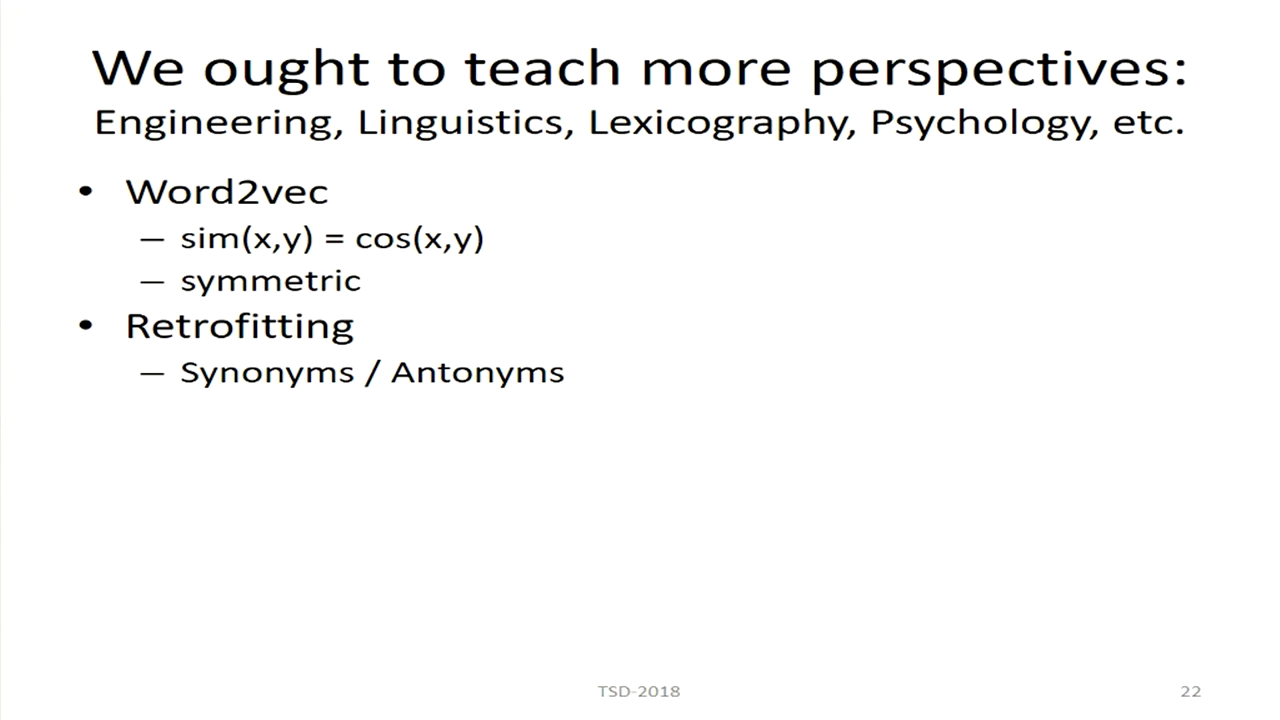 We ought to teach more perspectives:
Engineering, Linguistics, Lexicography, Psychology, etc.
• Word2vec
– sim(x,y) = cos(x,y)
– symmetric
• Retrofitting
– Synonyms / Antonyms
TSD-2018
22